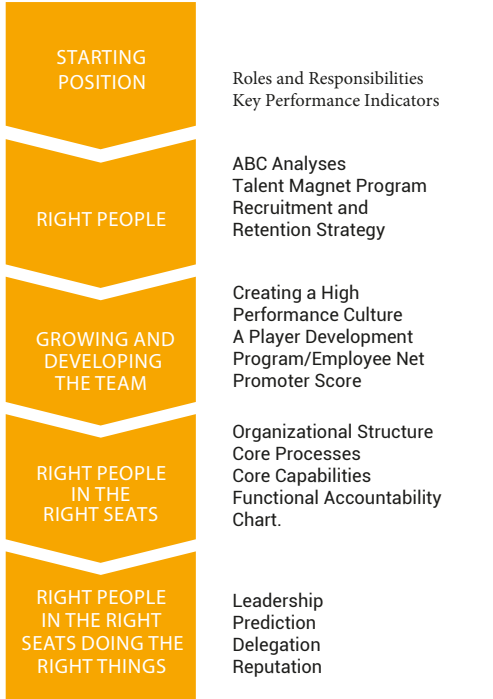 STARTING
POSITION
Roles and Responsibilities
Key Performance Indicators
RIGHT PEOPLE
ABC Analyses
Talent Magnet Program
Recruitment and
Retention Strategy
GROWING AND
DEVELOPING
THE TEAM
Creating a High
Performance Culture
A Player Development
Program/Employee Net
Promoter Score
RIGHT PEOPLE
IN THE
RIGHT SEATS
Organizational Structure
Core Processes
Core Capabilities
Functional Accountability
Chart.
RIGHT PEOPLE
IN THE RIGHT
SEATS DOING THE
RIGHT THINGS
Leadership
Prediction
Delegation
Reputation